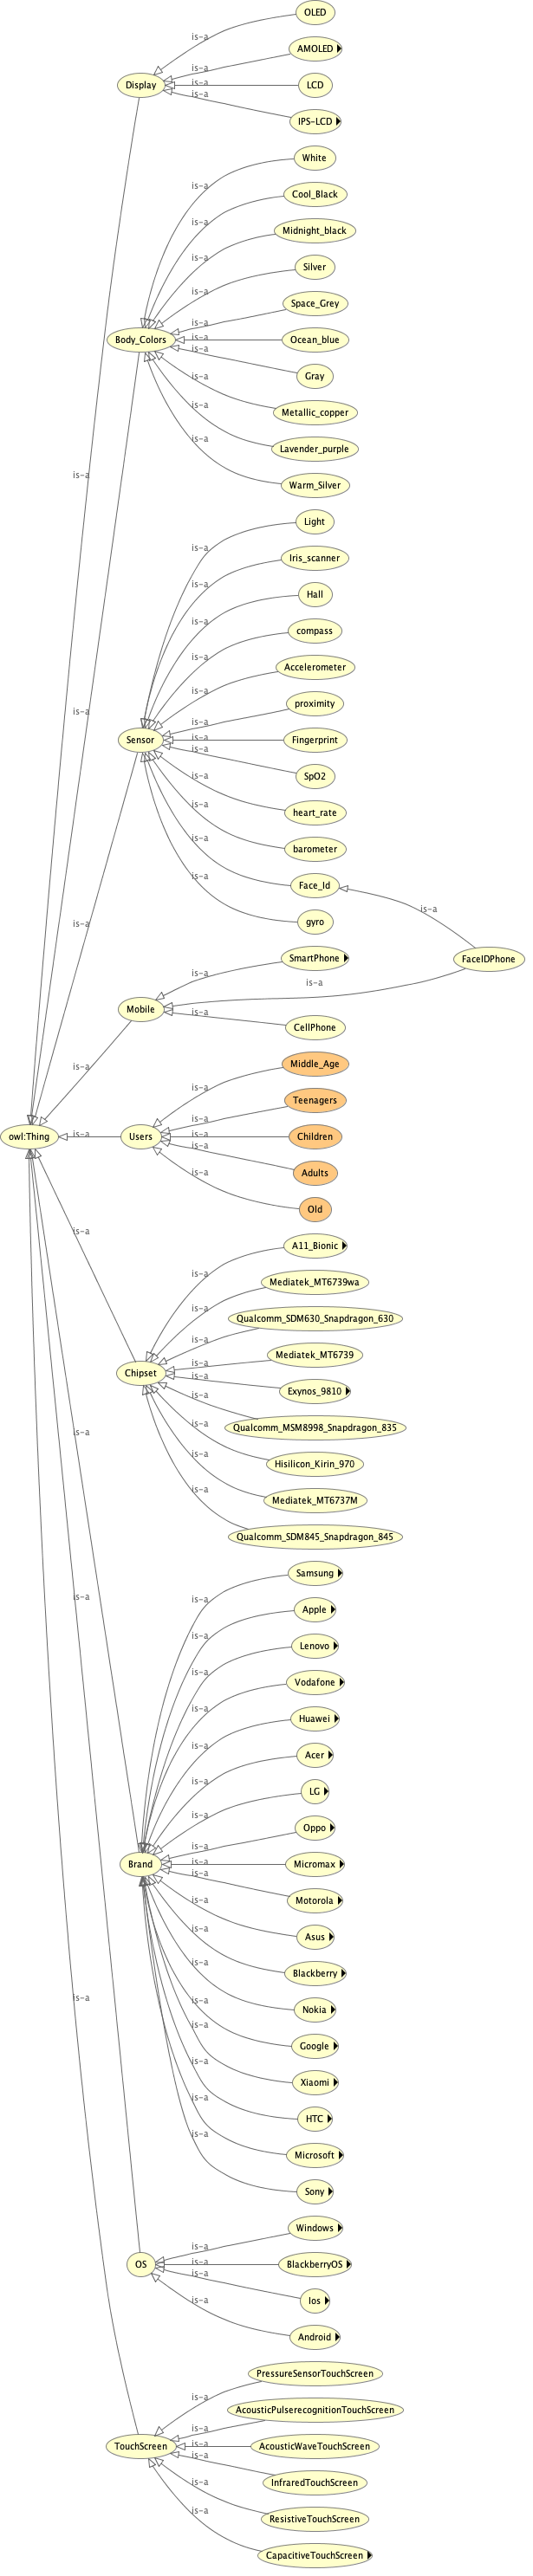 OLED
is-a
AMOLED
is-a
Display
is-a
LCD
is-a
IPS-LCD
White
is-a
Cool_Black
is-a
Midnight_black
is-a
Silver
is-a
Space_Grey
is-a
Body_Colors
is-a
Ocean_blue
is-a
Gray
is-a
Metallic_copper
is-a
Lavender_purple
is-a
is-a
Warm_Silver
Light
is-a
Iris_scanner
is-a
Hall
is-a
compass
is-a
Accelerometer
is-a
proximity
is-a
is-a
Sensor
is-a
Fingerprint
is-a
SpO2
is-a
heart_rate
is-a
barometer
is-a
Face_Id
is-a
is-a
gyro
is-a
SmartPhone
FaceIDPhone
is-a
is-a
Mobile
is-a
CellPhone
Middle_Age
is-a
is-a
Teenagers
is-a
owl:Thing
is-a
Users
is-a
Children
is-a
Adults
is-a
Old
is-a
A11_Bionic
is-a
Mediatek_MT6739wa
is-a
Qualcomm_SDM630_Snapdragon_630
is-a
Mediatek_MT6739
is-a
Chipset
is-a
Exynos_9810
is-a
Qualcomm_MSM8998_Snapdragon_835
is-a
is-a
Hisilicon_Kirin_970
is-a
Mediatek_MT6737M
Qualcomm_SDM845_Snapdragon_845
Samsung
is-a
is-a
Apple
is-a
Lenovo
is-a
Vodafone
is-a
Huawei
is-a
Acer
is-a
LG
is-a
Oppo
is-a
Brand
is-a
Micromax
is-a
Motorola
is-a
Asus
is-a
Blackberry
is-a
is-a
Nokia
is-a
Google
is-a
Xiaomi
is-a
HTC
is-a
Microsoft
is-a
Sony
Windows
is-a
OS
is-a
BlackberryOS
is-a
Ios
is-a
Android
PressureSensorTouchScreen
is-a
AcousticPulserecognitionTouchScreen
is-a
TouchScreen
is-a
AcousticWaveTouchScreen
is-a
InfraredTouchScreen
is-a
ResistiveTouchScreen
is-a
CapacitiveTouchScreen